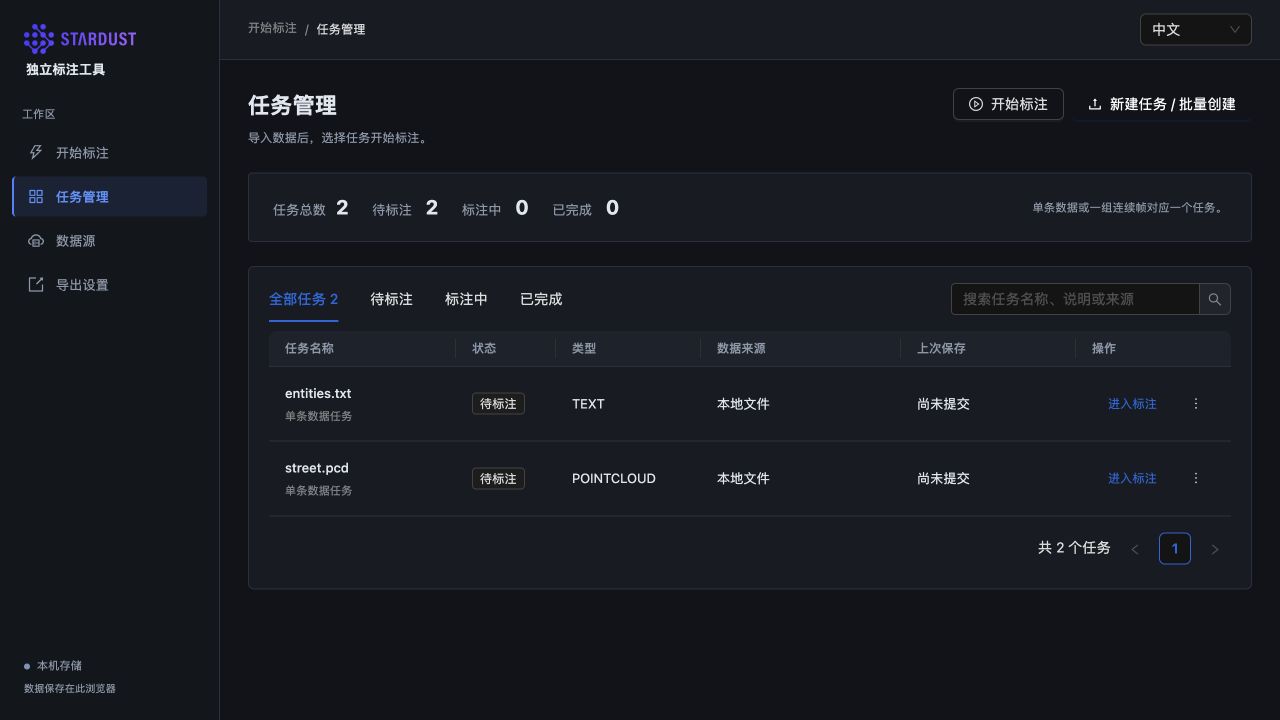 STARDUST
独立标注工具
工作区
开始标注
任务管理
数据源
导出设置
本机存储
数据保存在此浏览器
开始标注 / 任务管理
中文
任务管理
导入数据后，选择任务开始标注。
开始标注
新建任务 / 批量创建
任务总数 2 待标注 2 标注中 0 已完成 0
单条数据或一组连续帧对应一个任务。
全部任务 2 待标注 标注中 已完成
搜索任务名称、说明或来源
任务名称 状态 类型 数据来源 上次保存 操作
entities.txt
单条数据任务
待标注 TEXT 本地文件 尚未提交 进入标注
street.pcd
单条数据任务
待标注 POINTCLOUD 本地文件 尚未提交 进入标注
共 2 个任务 1